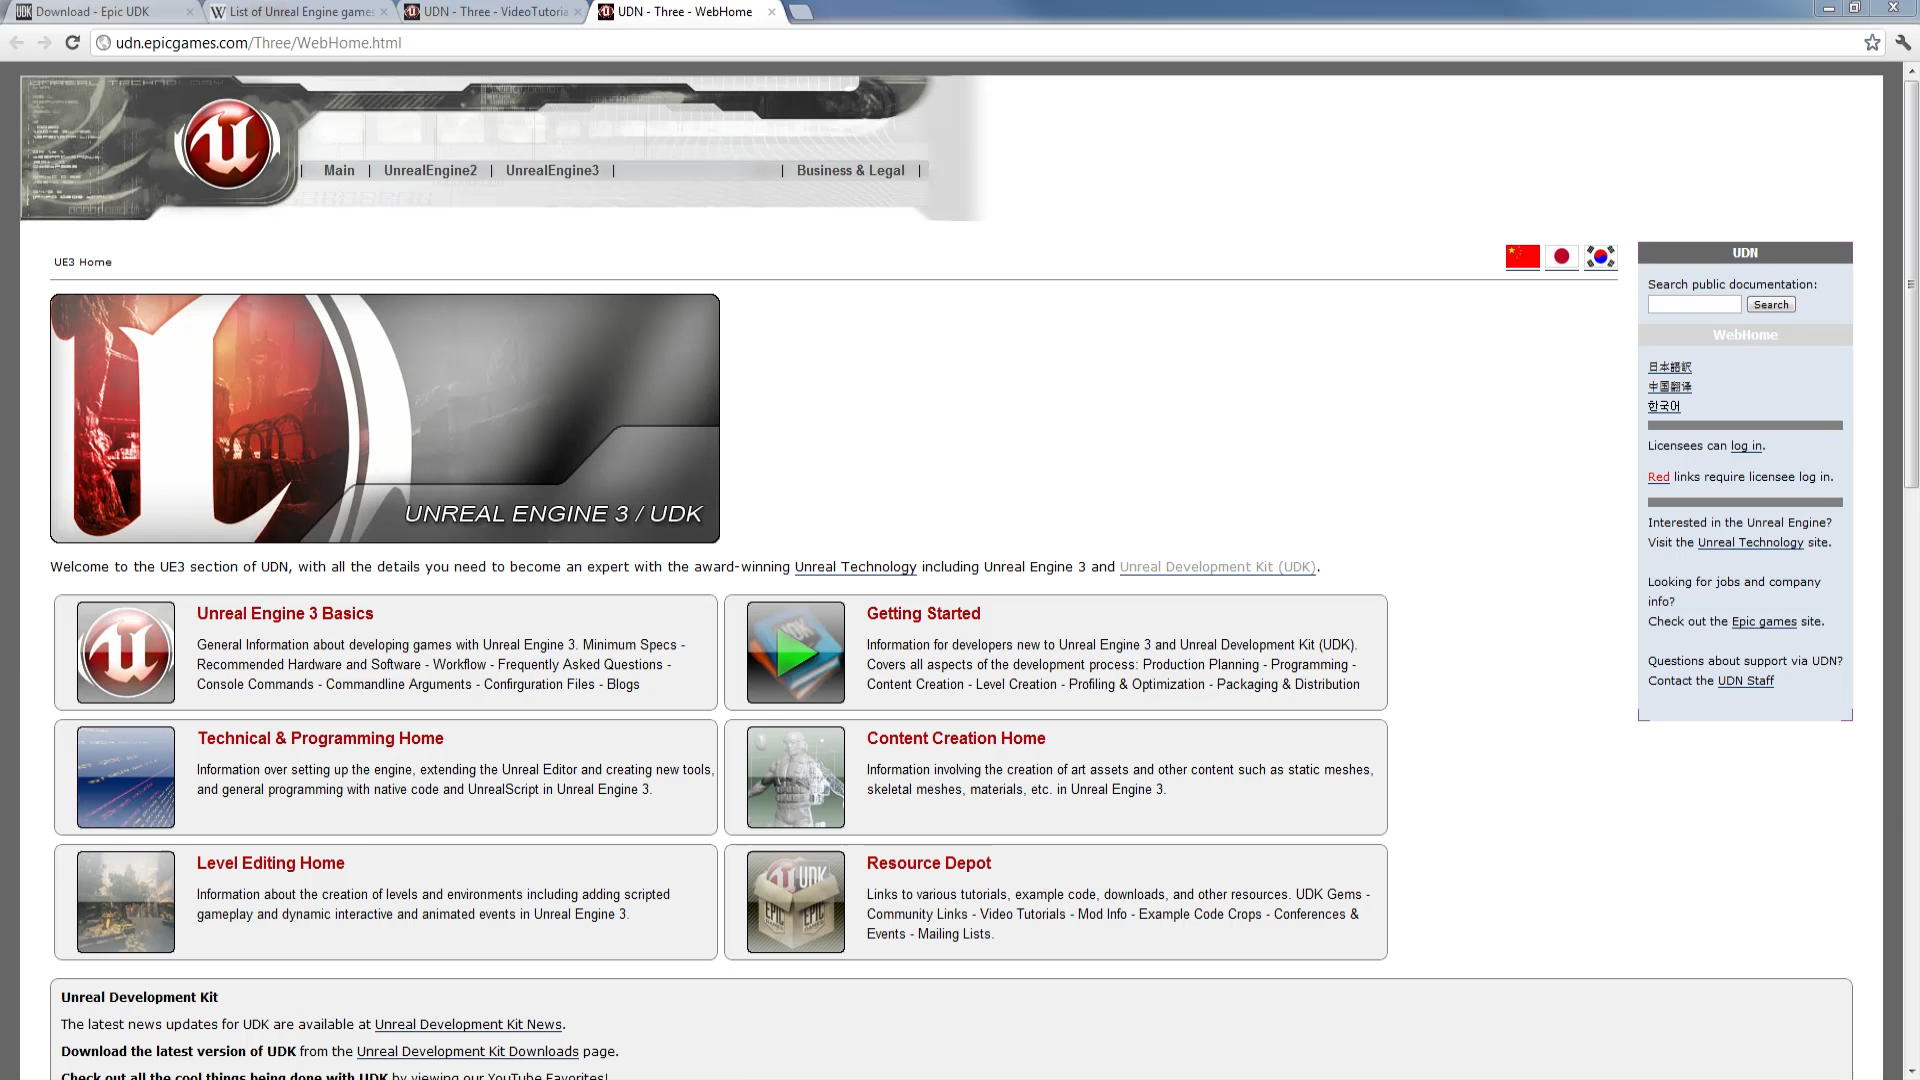 Download - Epic UDK
List of Unreal Engine games
UDN - Three - VideoTutoria
UDN - Three - WebHome
udn.epicgames.com/Three/WebHome.html
Main | UnrealEngine2 | UnrealEngine3 | | Business & Legal |
UE3 Home
UNREAL ENGINE 3 / UDK
Welcome to the UE3 section of UDN, with all the details you need to become an expert with the award-winning Unreal Technology including Unreal Engine 3 and Unreal Development Kit (UDK).
Unreal Engine 3 Basics
General Information about developing games with Unreal Engine 3. Minimum Specs -
Recommended Hardware and Software - Workflow - Frequently Asked Questions -
Console Commands - Commandline Arguments - Confirguration Files - Blogs
Getting Started
Information for developers new to Unreal Engine 3 and Unreal Development Kit (UDK).
Covers all aspects of the development process: Production Planning - Programming -
Content Creation - Level Creation - Profiling & Optimization - Packaging & Distribution
Technical & Programming Home
Information over setting up the engine, extending the Unreal Editor and creating new tools,
and general programming with native code and UnrealScript in Unreal Engine 3.
Content Creation Home
Information involving the creation of art assets and other content such as static meshes,
skeletal meshes, materials, etc. in Unreal Engine 3.
Level Editing Home
Information about the creation of levels and environments including adding scripted
gameplay and dynamic interactive and animated events in Unreal Engine 3.
Resource Depot
Links to various tutorials, example code, downloads, and other resources. UDK Gems -
Community Links - Video Tutorials - Mod Info - Example Code Crops - Conferences &
Events - Mailing Lists.
Unreal Development Kit
The latest news updates for UDK are available at Unreal Development Kit News.
Download the latest version of UDK from the Unreal Development Kit Downloads page.
Check out all the cool things being done with UDK by viewing our YouTube Favorites!
UDN
Search public documentation:
Search
WebHome
日本語訳
中国翻译
한국어
Licensees can log in.
Red links require licensee log in.
Interested in the Unreal Engine?
Visit the Unreal Technology site.
Looking for jobs and company
info?
Check out the Epic games site.
Questions about support via UDN?
Contact the UDN Staff